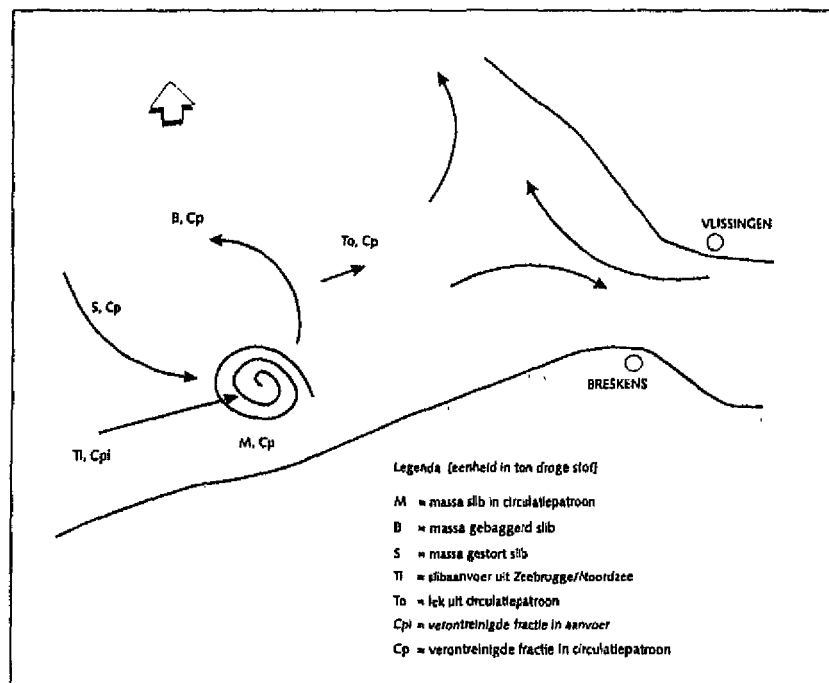 B, Cp
To, Cp
VLISSINGEN
S, Cp
BRESKENS
M, Cp
Ti, Cpi
Legenda (eenheid in ton droge stof)
M = massa slib in circulatiepatroon
B = massa gebaggerd slib
S = massa gestort slib
Ti = slibaanvoer uit Zeebrugge/Noordzee
To = lek uit circulatiepatroon
Cpi = verontreinigde fractie in aanvoer
Cp = verontreinigde fractie in circulatiepatroon